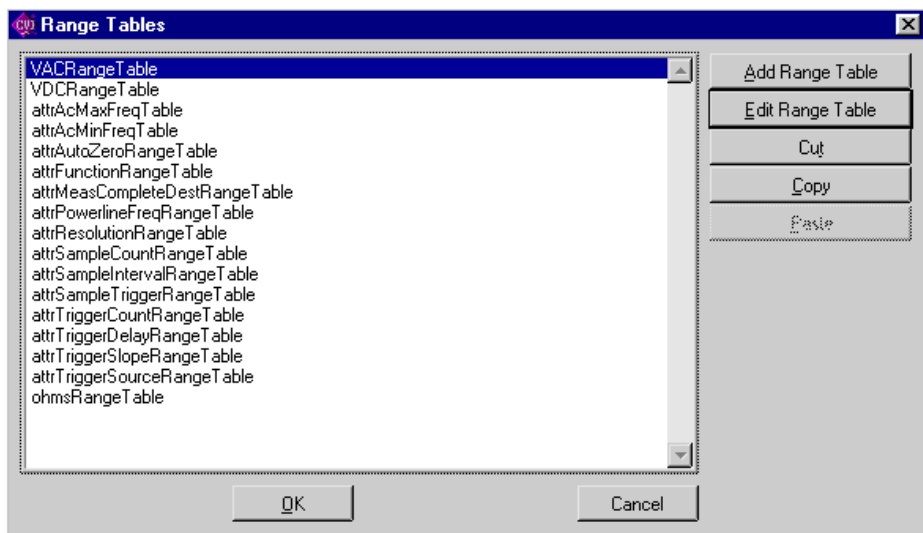 CVI Range Tables
VACRangeTable
VDCRangeTable
attrAcMaxFreqTable
attrAcMinFreqTable
attrAutoZeroRangeTable
attrFunctionRangeTable
attrMeasCompleteDestRangeTable
attrPowerlineFreqRangeTable
attrResolutionRangeTable
attrSampleCountRangeTable
attrSampleIntervalRangeTable
attrSampleTriggerRangeTable
attrTriggerCountRangeTable
attrTriggerDelayRangeTable
attrTriggerSlopeRangeTable
attrTriggerSourceRangeTable
ohmsRangeTable
Add Range Table
Edit Range Table
Cut
Copy
Paste
OK
Cancel